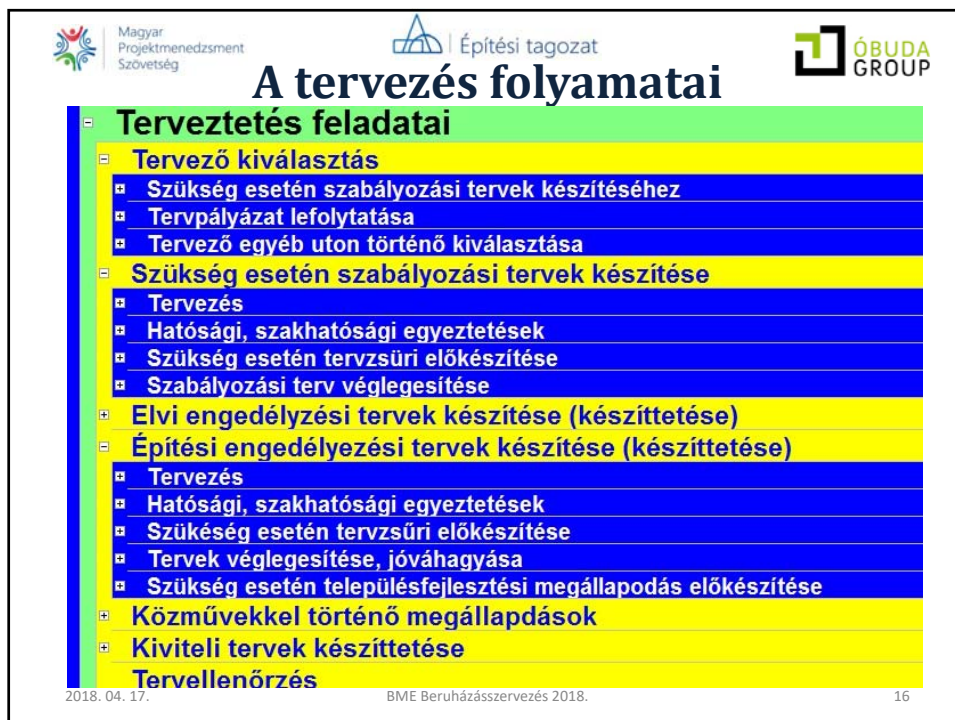 Magyar
Projektmenedzsment
Szövetség
Építési tagozat
ÓBUDA
GROUP
A tervezés folyamatai
Terveztetés feladatai
Tervező kiválasztás
Szükség esetén szabályozási tervek készítéséhez
Tervpályázat lefolytatása
Tervező egyéb uton történő kiválasztása
Szükség esetén szabályozási tervek készítése
Tervezés
Hatósági, szakhatósági egyeztetések
Szükség esetén tervzsüri előkészítése
Szabályozási terv véglegesítése
Elvi engedélyzési tervek készítése (készíttetése)
Építési engedélyezési tervek készítése (készíttetése)
Tervezés
Hatósági, szakhatósági egyeztetések
Szükéség esetén tervzsűri előkészítése
Tervek véglegesítése, jóváhagyása
Szükség esetén településfejlesztési megállapodás előkészítése
Közművekkel történő megállapdások
Kiviteli tervek készíttetése
Tervellenőrzés
2018. 04. 17.
BME Beruházásszervezés 2018.
16